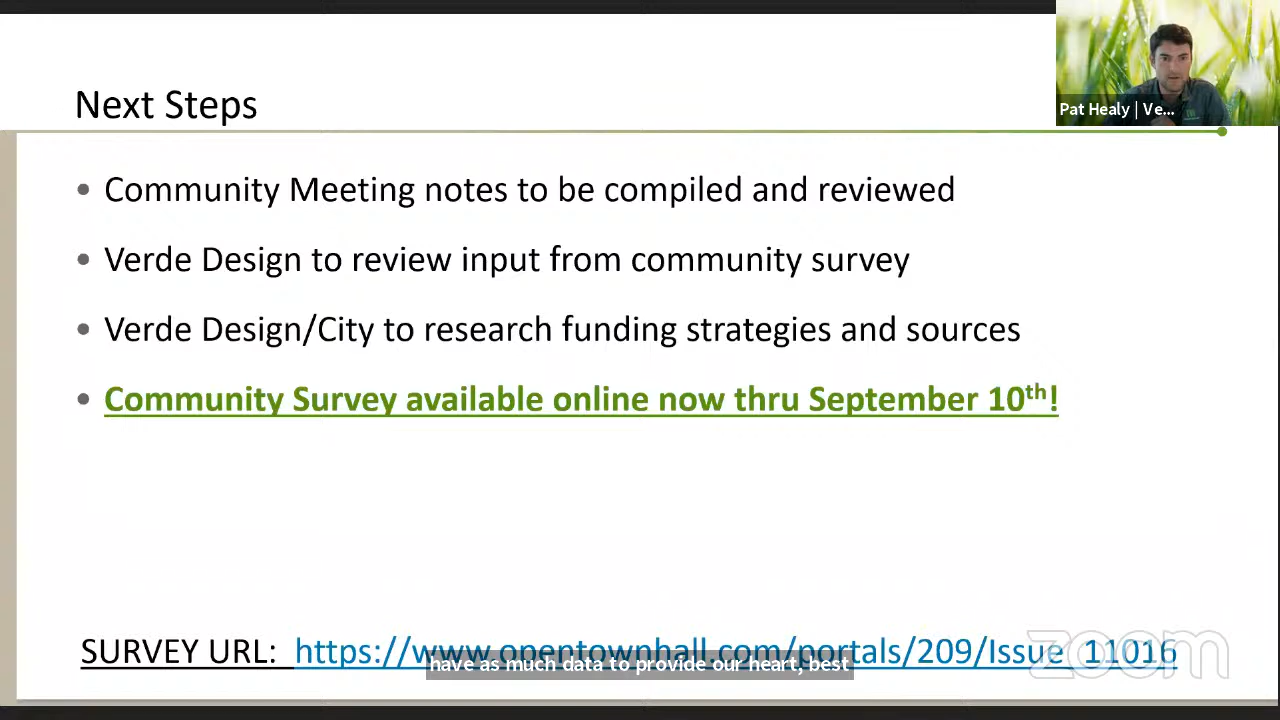 Next Steps
Pat Healy | Ve...
• Community Meeting notes to be compiled and reviewed
• Verde Design to review input from community survey
• Verde Design/City to research funding strategies and sources
• Community Survey available online now thru September 10th!
SURVEY URL: https://www.opentownhall.com/portals/209/Issue_11016
have as much data to provide our heart, best
zoom